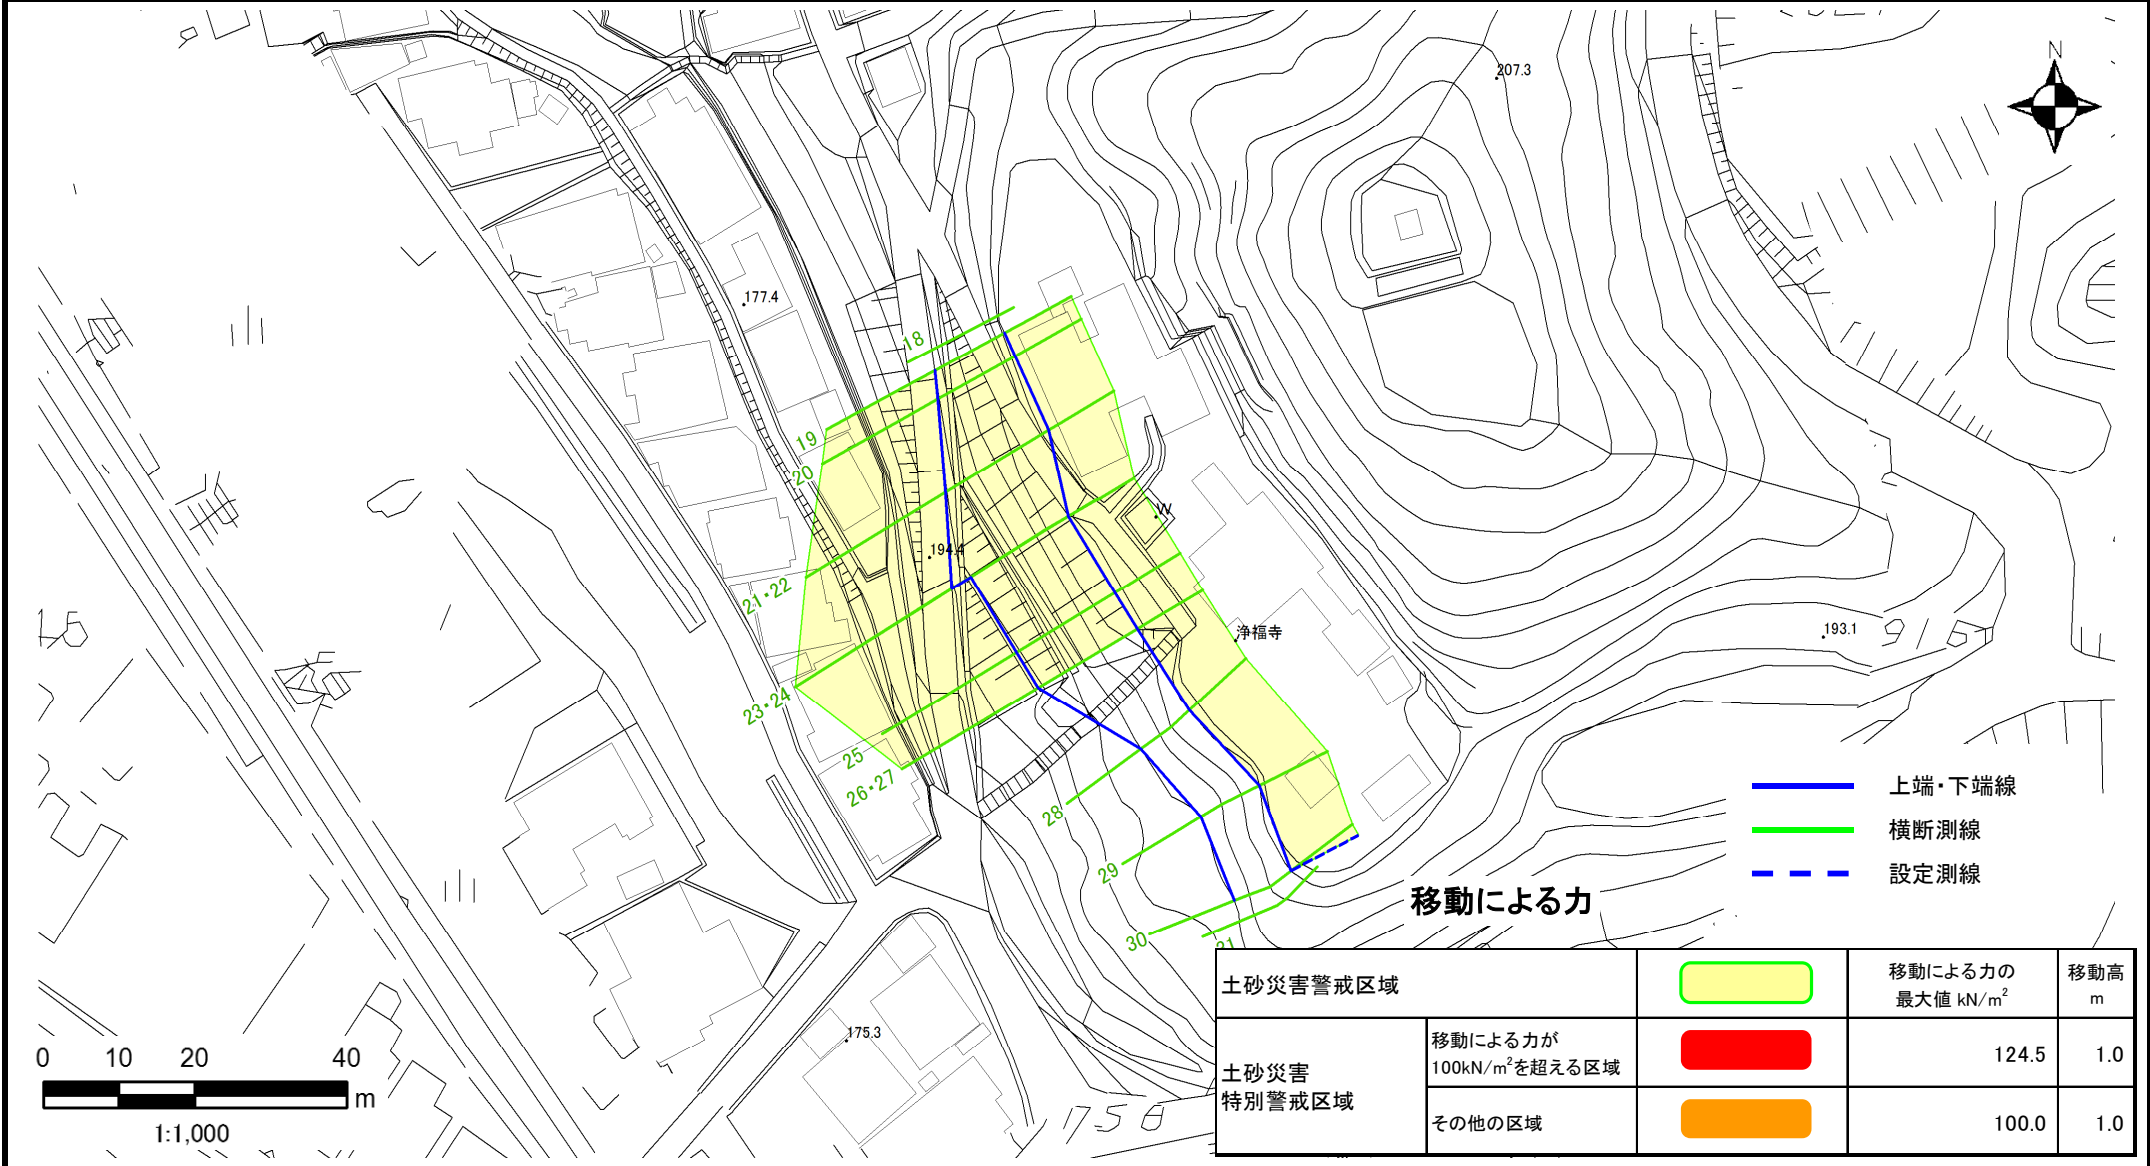 N
207.3
177.4
18
19
20
W
194.4
21・22
浄福寺
193.1
23・24
25
26・27
28
29
30
31
175.3
175.0
上端・下端線
横断測線
設定測線
移動による力
土砂災害警戒区域
移動による力の
最大値 kN/m²
移動高
m
土砂災害
特別警戒区域
移動による力が
100kN/m²を超える区域
124.5
1.0
その他の区域
100.0
1.0
0 10 20 40
m
1:1,000